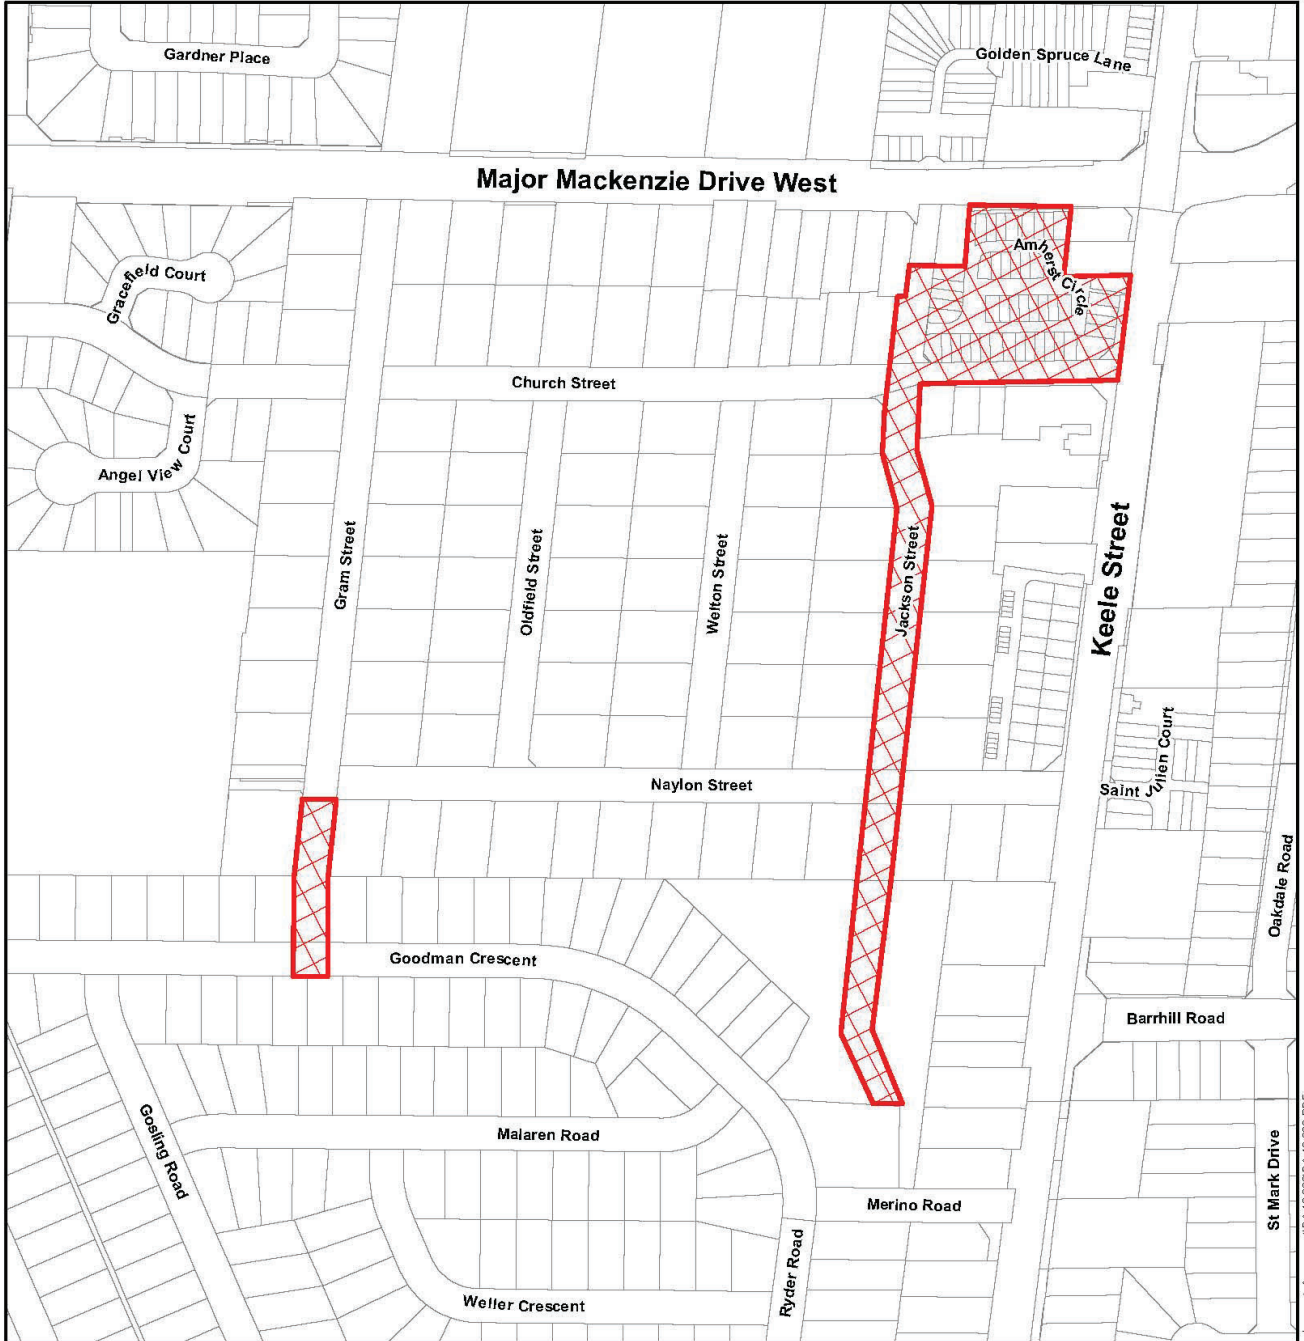 Gardner Place
Golden Spruce Lane
Major Mackenzie Drive West
Gracefield Court
Amherst Circle
Church Street
Angel View Court
Gram Street
Oldfield Street
Welton Street
Jackson Street
Keele Street
Saint Julien Court
Naylon Street
Oakdale Road
Goodman Crescent
Barrhill Road
Gosling Road
Malaren Road
St Mark Drive
Merino Road
Ryder Road
Weller Crescent